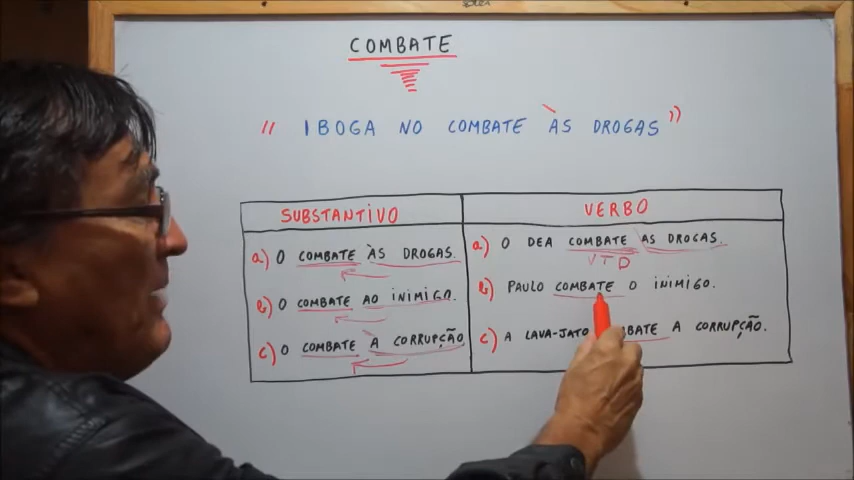 COMBATE
" IBOGA NO COMBATE ÀS DROGAS "
SUBSTANTIVO
a) O COMBATE ÀS DROGAS.
b) O COMBATE AO INIMIGO.
c) O COMBATE À CORRUPÇÃO
VERBO
a) O DEA COMBATE AS DROGAS.
VTD
b) PAULO COMBATE O INIMIGO.
c) A LAVA-JATO BATE A CORRUPÇÃO.